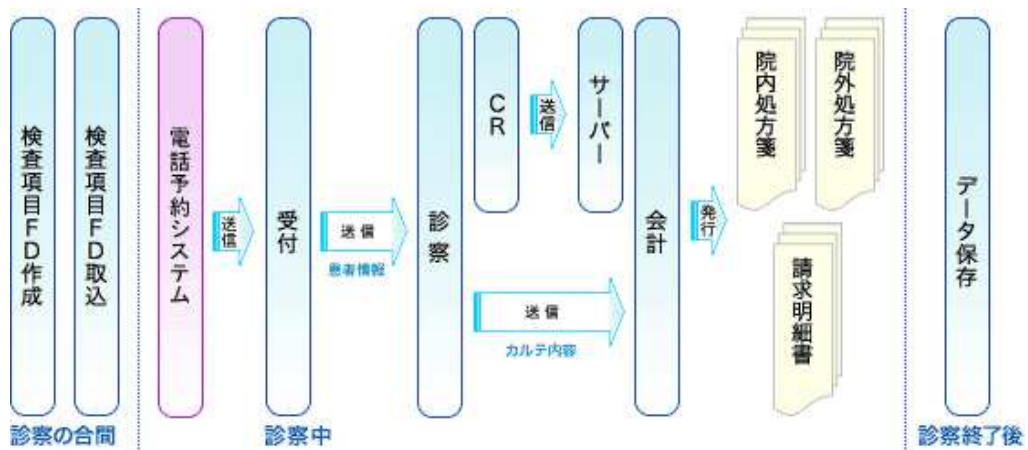 検査項目FD作成
検査項目FD取込
診察の合間
電話予約システム
送信
受付
送信
患者情報
診察
CR
送信
サーバー
送信
カルテ内容
会計
発行
院内処方箋
院外処方箋
請求明細書
診察中
データ保存
診察終了後